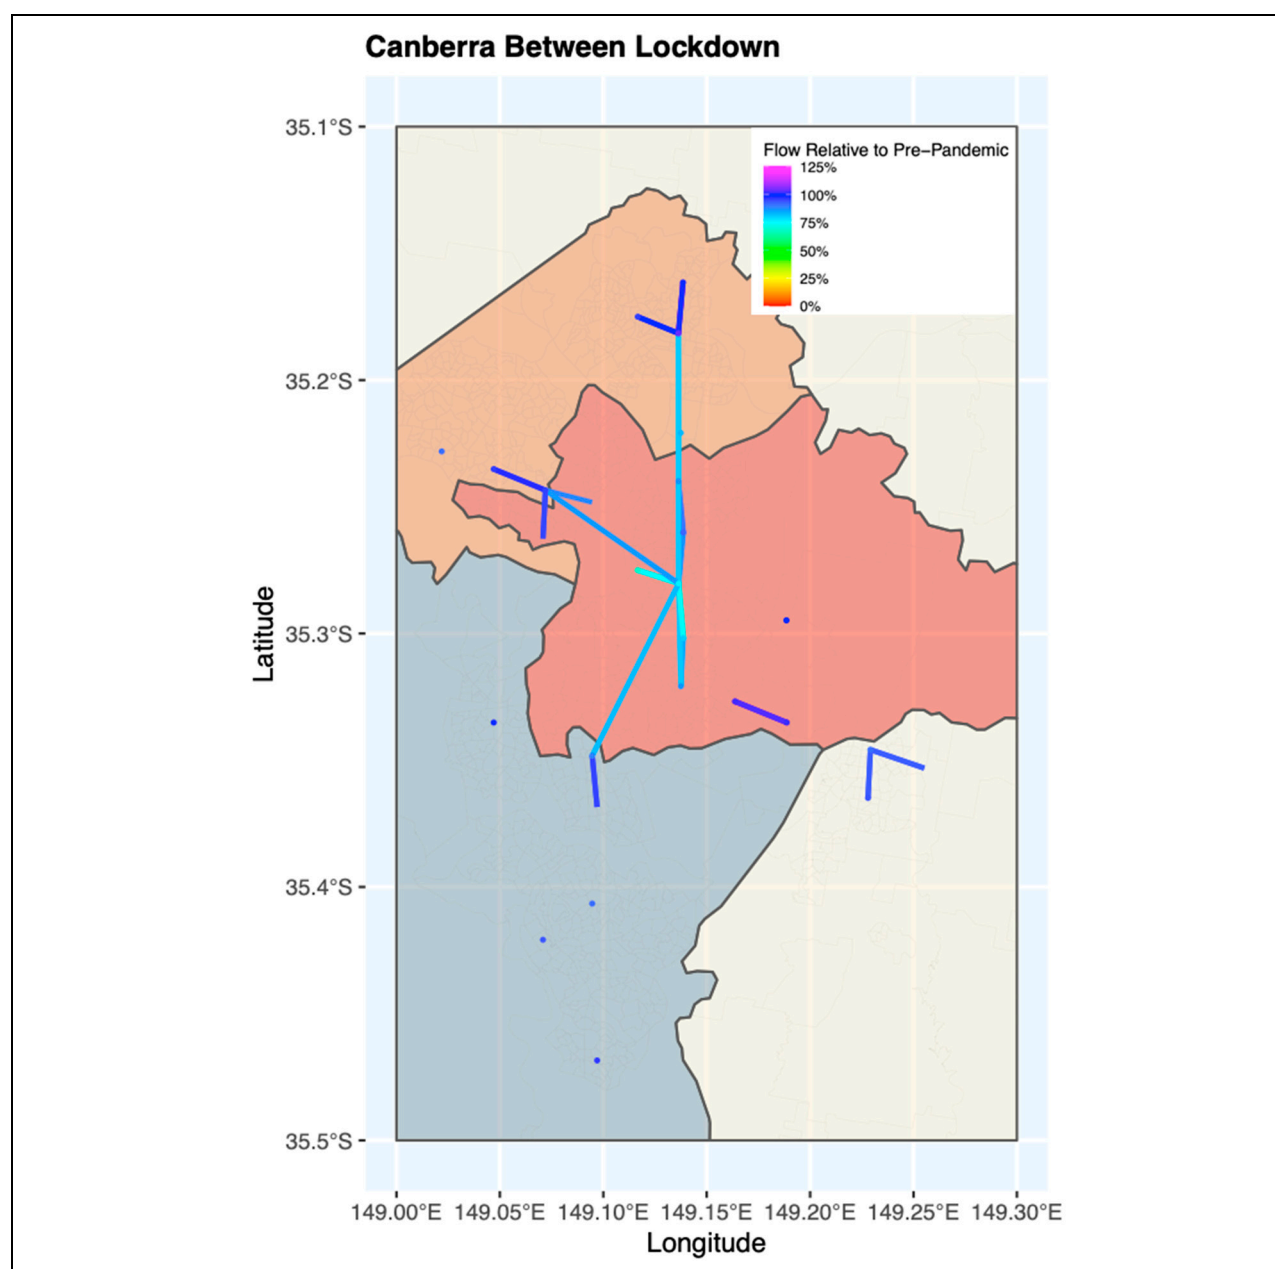 Canberra Between Lockdown
Flow Relative to Pre-Pandemic
125%
100%
75%
50%
25%
0%
35.1°S
35.2°S
35.3°S
35.4°S
35.5°S
Latitude
149.00°E 149.05°E 149.10°E 149.15°E 149.20°E 149.25°E 149.30°E
Longitude